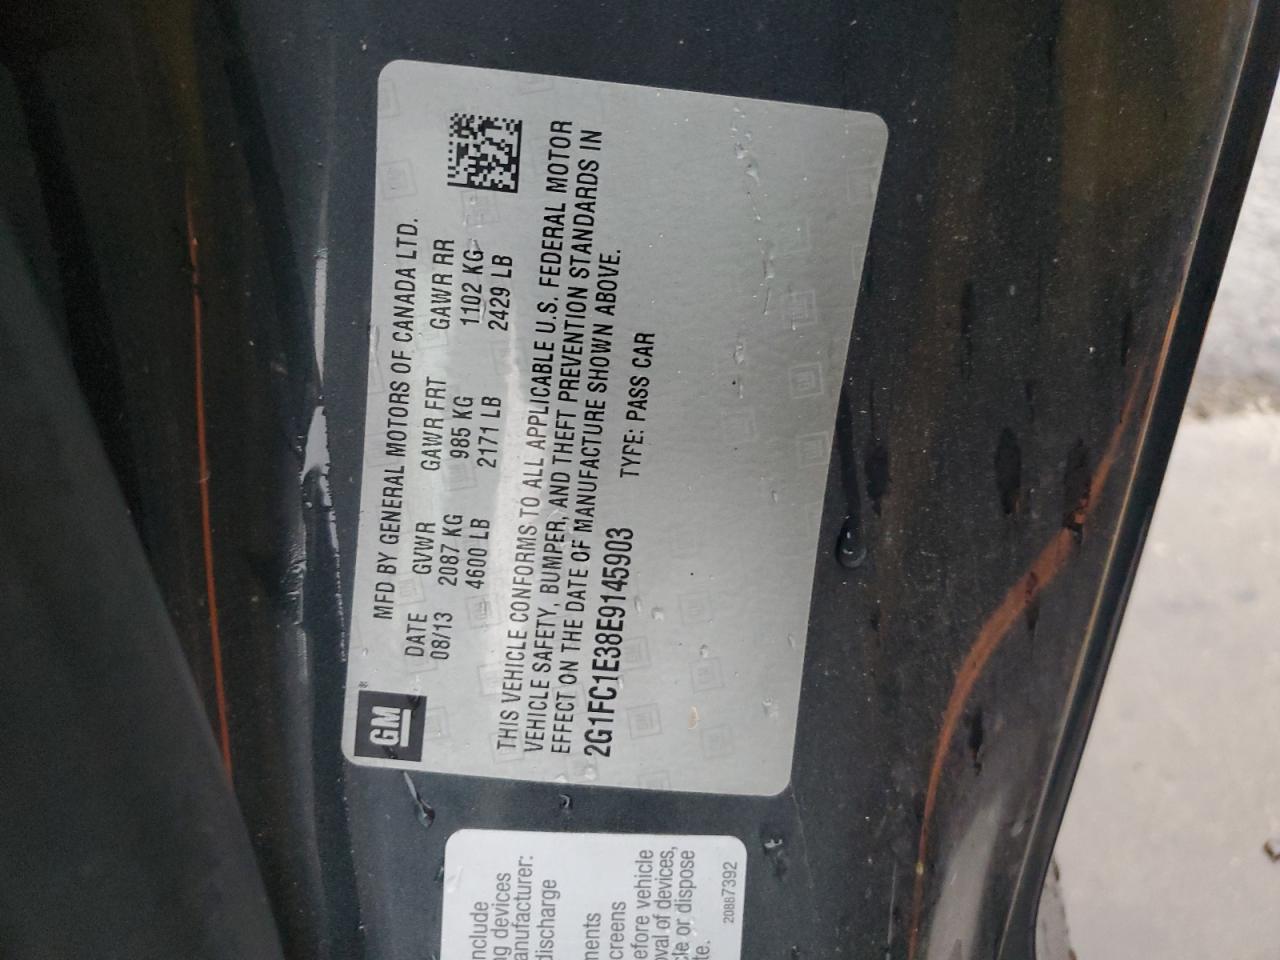 GM
MFD BY GENERAL MOTORS OF CANADA LTD.
DATE GVWR GAWR FRT GAWR RR
08/13 2087 KG 985 KG 1102 KG
4600 LB 2171 LB 2429 LB
THIS VEHICLE CONFORMS TO ALL APPLICABLE U.S. FEDERAL MOTOR
VEHICLE SAFETY, BUMPER, AND THEFT PREVENTION STANDARDS IN
EFFECT ON THE DATE OF MANUFACTURE SHOWN ABOVE.
2G1FC1E38E9145903 TYPE: PASS CAR
nclude
ng devices
anufacturer:
discharge
ments
creens
efore vehicle
oval of devices,
cle or dispose
te.
20887392